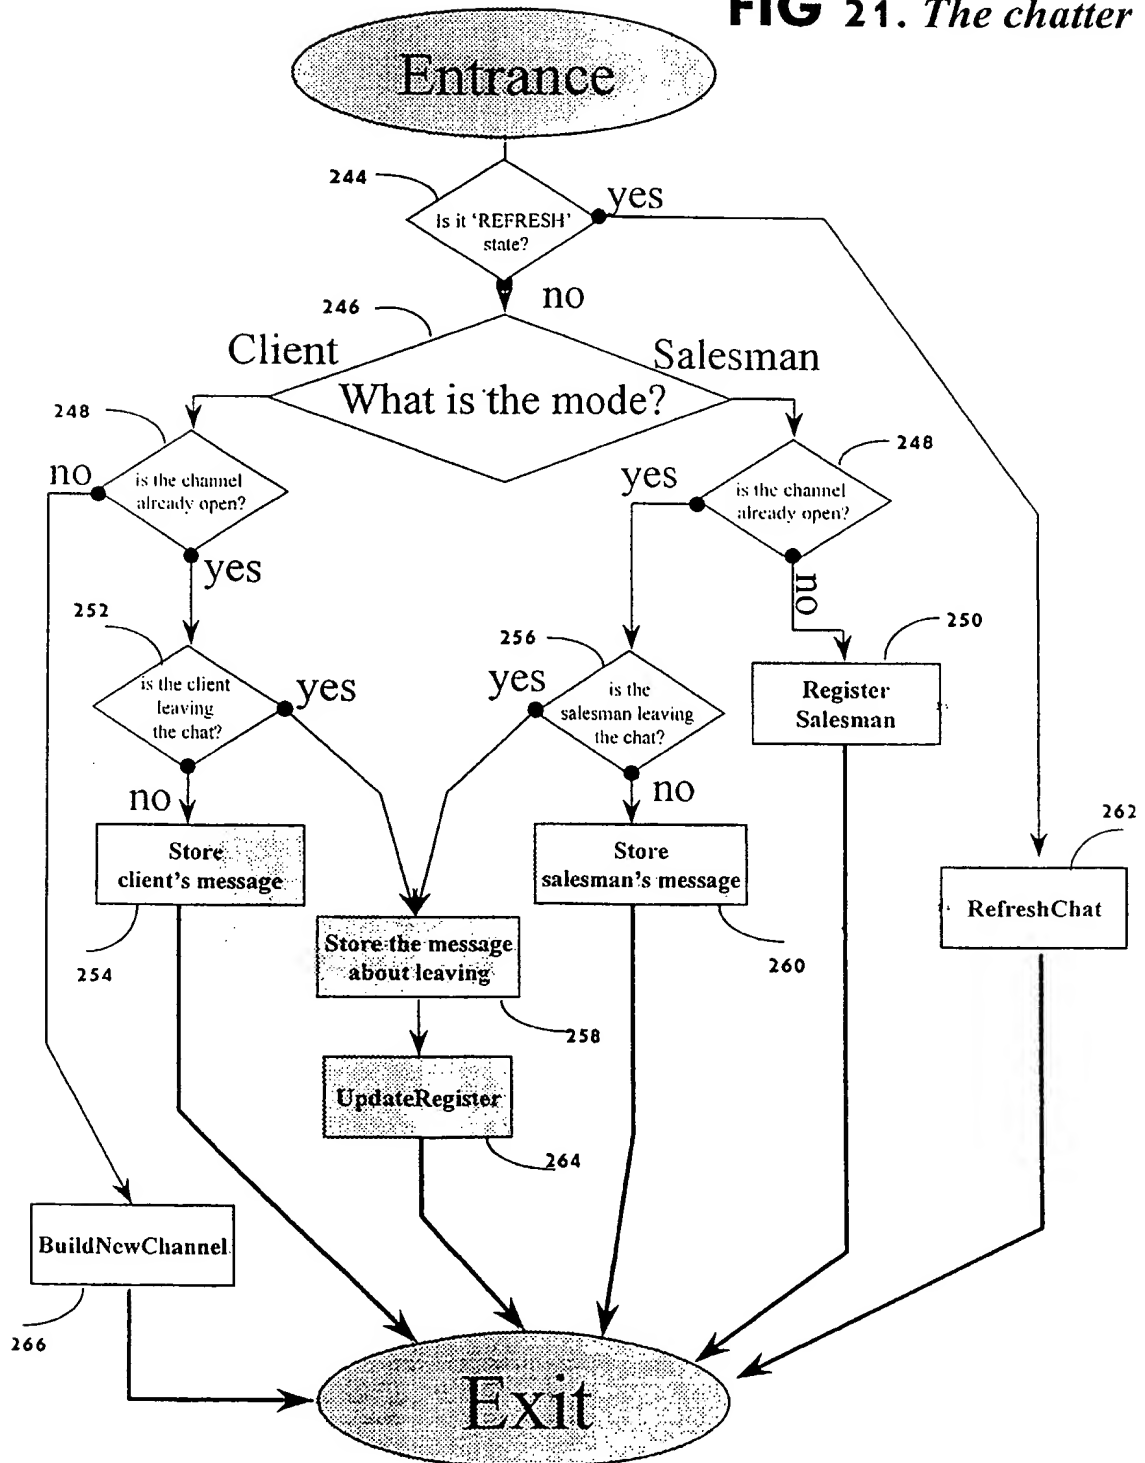 FIG 21. The chatter
Entrance
244
Is it 'REFRESH'
state?
yes
no
246
Client
Salesman
What is the mode?
248
no
is the channel
already open?
yes
248
yes
is the channel
already open?
no
252
is the client
leaving
the chat?
yes
no
256
yes
is the
salesman leaving
the chat?
no
250
Register
Salesman
Store
client's message
254
Store
salesman's message
260
262
RefreshChat
Store the message
about leaving
258
UpdateRegister
264
BuildNewChannel
266
Exit